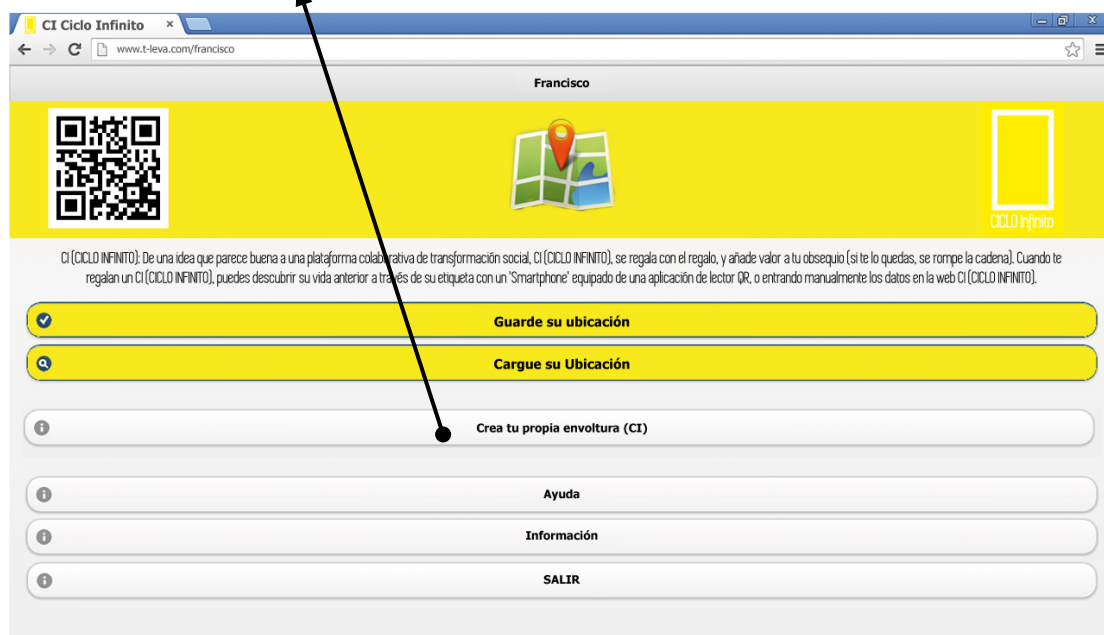 CI Ciclo Infinito
www.t-leva.com/francisco
Francisco
CICLO Infinito
CI (CICLO INFINITO): De una idea que parece buena a una plataforma colaborativa de transformación social, CI (CICLO INFINITO), se regala con el regalo, y añade valor a tu obsequio (si te lo quedas, se rompe la cadena). Cuando te
regalan un CI (CICLO INFINITO), puedes descubrir su vida anterior a través de su etiqueta con un 'Smartphone' equipado de una aplicación de lector QR, o entrando manualmente los datos en la web CI (CICLO INFINITO).
Guarde su ubicación
Cargue su Ubicación
Crea tu propia envoltura (CI)
Ayuda
Información
SALIR